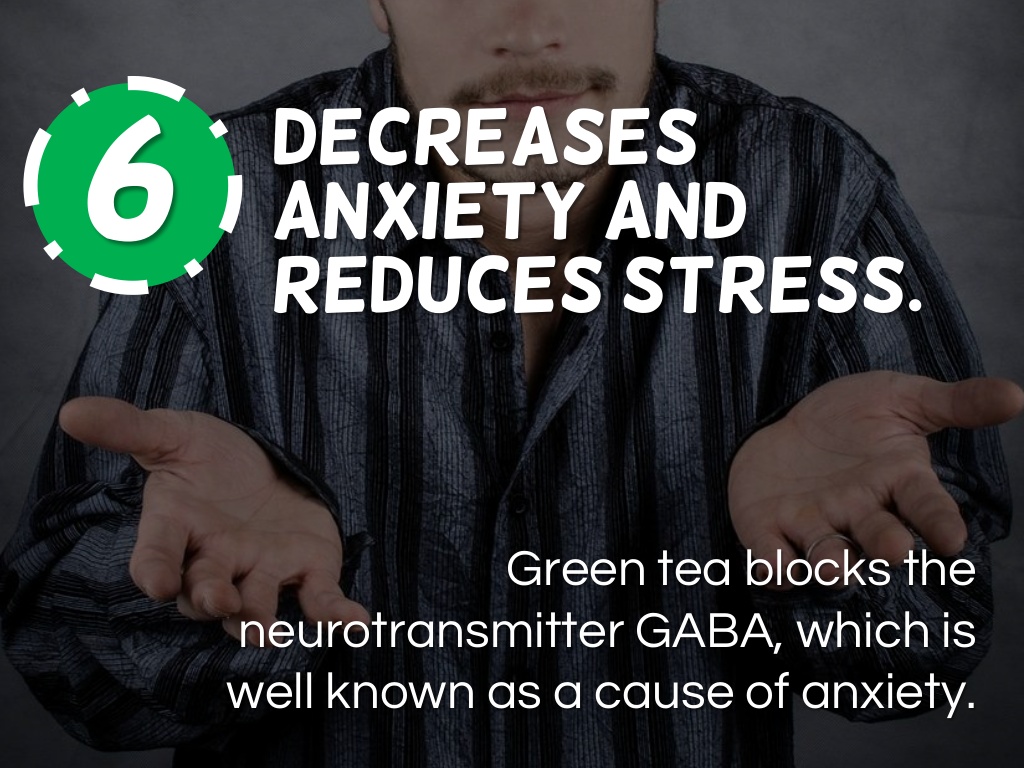 6
DECREASES
ANXIETY AND
REDUCES STRESS.
Green tea blocks the
neurotransmitter GABA, which is
well known as a cause of anxiety.